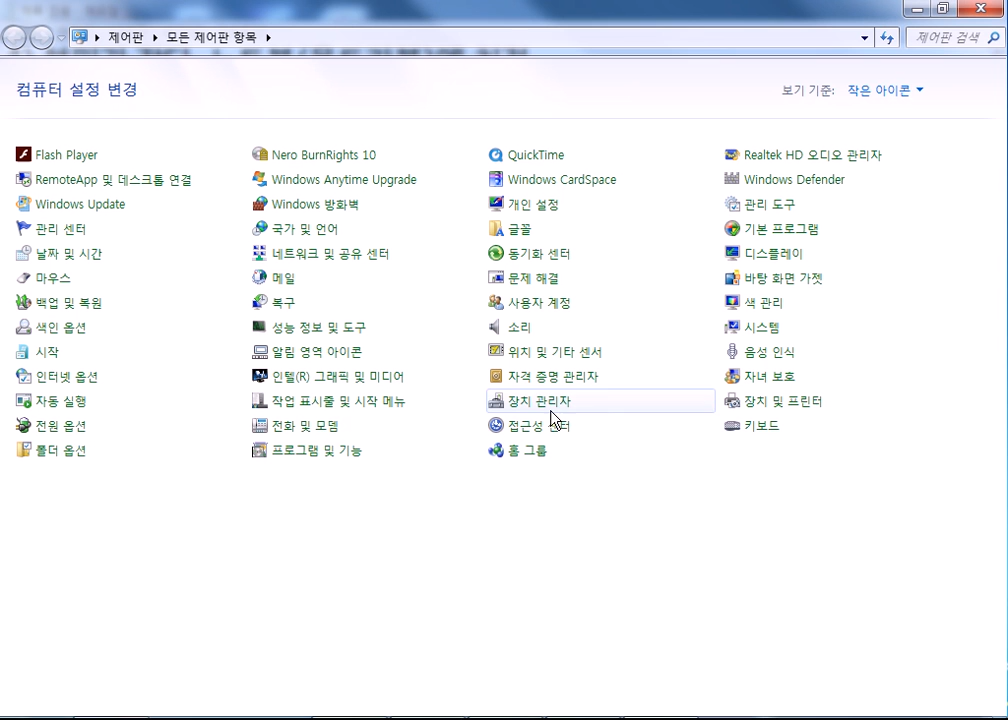 제어판 ▸ 모든 제어판 항목 ▸
제어판 검색
컴퓨터 설정 변경
보기 기준: 작은 아이콘
Flash Player
Nero BurnRights 10
QuickTime
Realtek HD 오디오 관리자
RemoteApp 및 데스크톱 연결
Windows Anytime Upgrade
Windows CardSpace
Windows Defender
Windows Update
Windows 방화벽
개인 설정
관리 도구
관리 센터
국가 및 언어
글꼴
기본 프로그램
날짜 및 시간
네트워크 및 공유 센터
동기화 센터
디스플레이
마우스
메일
문제 해결
바탕 화면 가젯
백업 및 복원
복구
사용자 계정
색 관리
색인 옵션
성능 정보 및 도구
소리
시스템
시작
알림 영역 아이콘
위치 및 기타 센서
음성 인식
인터넷 옵션
인텔(R) 그래픽 및 미디어
자격 증명 관리자
자녀 보호
자동 실행
작업 표시줄 및 시작 메뉴
장치 관리자
장치 및 프린터
전원 옵션
전화 및 모뎀
접근성 센터
키보드
폴더 옵션
프로그램 및 기능
홈 그룹